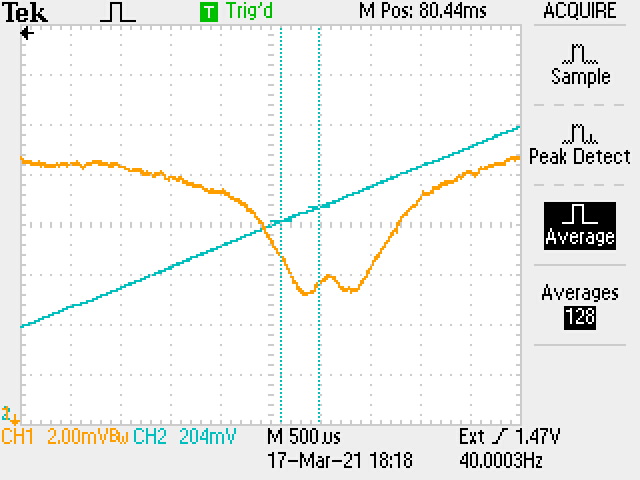 Tek T Trig'd M Pos: 80.44ms ACQUIRE
Sample
Peak Detect
Average
Averages
128
CH1 2.00mVBW CH2 204mV M 500µs Ext 1.47V
17-Mar-21 18:18 40.0003Hz